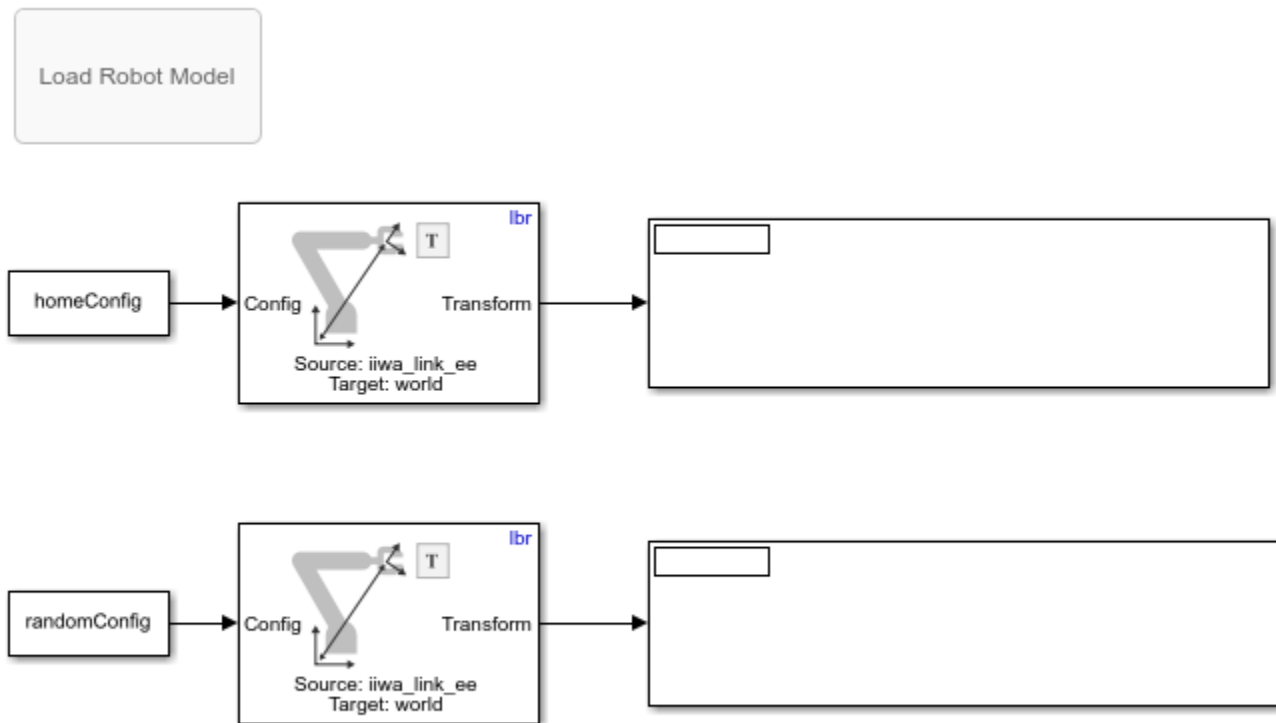 Load Robot Model
lbr
T
homeConfig
Config
Transform
Source: iiwa_link_ee
Target: world
lbr
T
randomConfig
Config
Transform
Source: iiwa_link_ee
Target: world